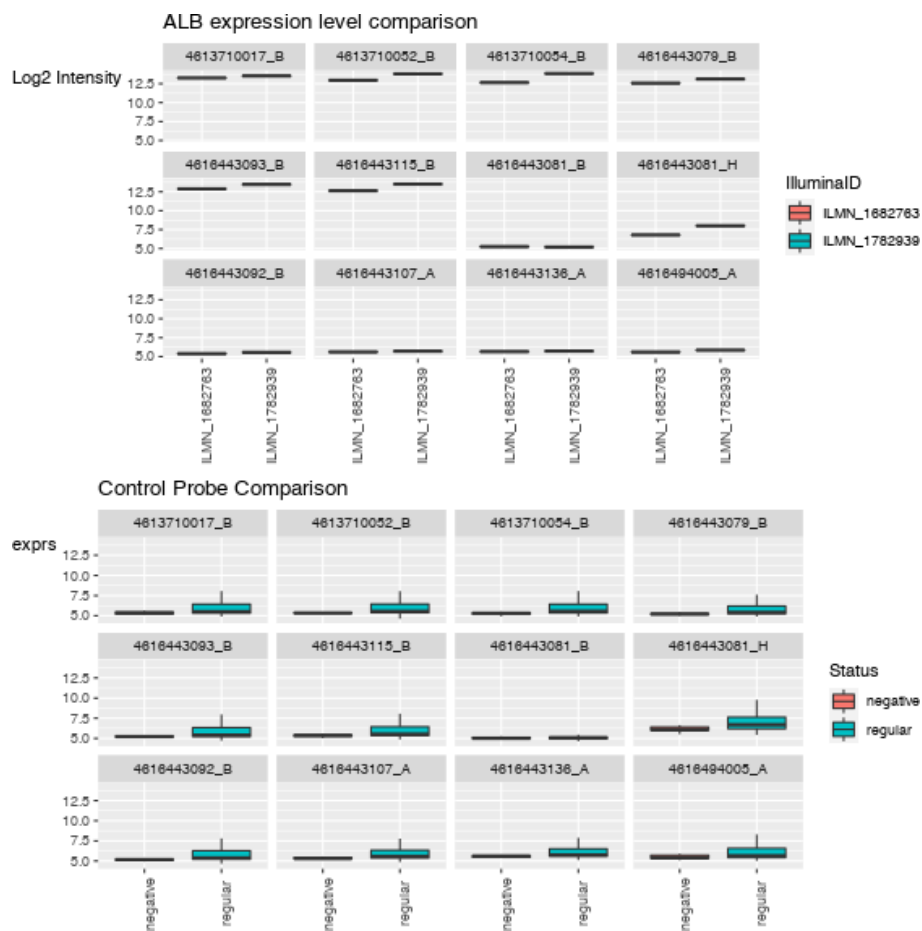 ALB expression level comparison
Log2 Intensity
4613710017_B 4613710052_B 4613710054_B 4616443079_B
12.5
10.0
7.5
5.0
4616443093_B 4616443115_B 4616443081_B 4616443081_H
12.5
10.0
7.5
5.0
4616443092_B 4616443107_A 4616443136_A 4616494005_A
12.5
10.0
7.5
5.0
ILMN_1682763 ILMN_1782939 ILMN_1682763 ILMN_1782939 ILMN_1682763 ILMN_1782939 ILMN_1682763 ILMN_1782939
IlluminaID
ILMN_1682763
ILMN_1782939
Control Probe Comparison
exprs
4613710017_B 4613710052_B 4613710054_B 4616443079_B
12.5
10.0
7.5
5.0
4616443093_B 4616443115_B 4616443081_B 4616443081_H
12.5
10.0
7.5
5.0
4616443092_B 4616443107_A 4616443136_A 4616494005_A
12.5
10.0
7.5
5.0
negative regular negative regular negative regular negative regular
Status
negative
regular